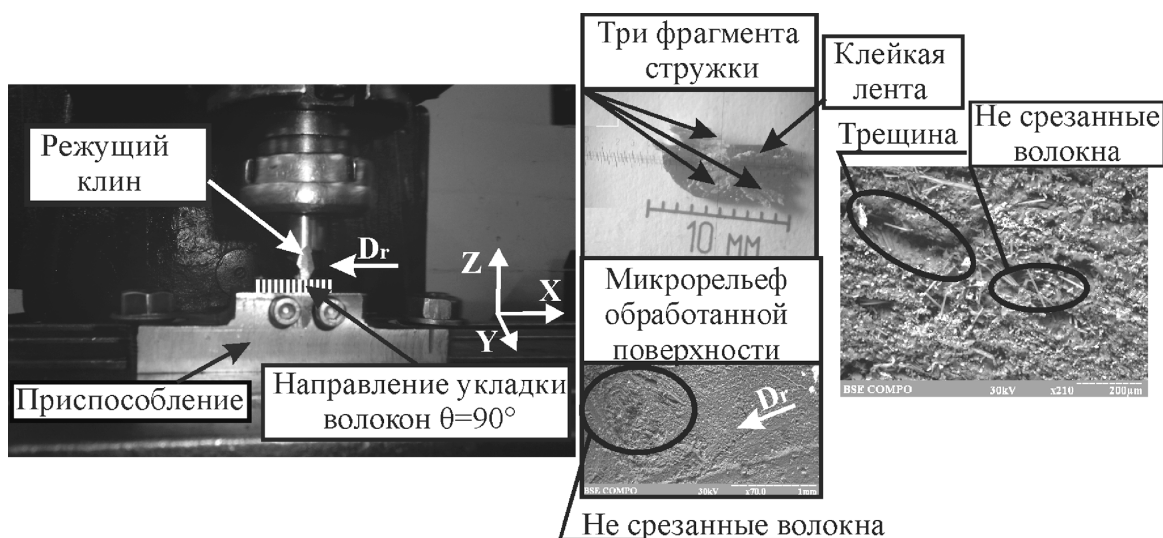 Режущий
клин
Dr
Z
X
Y
Приспособление
Направление укладки
волокон θ=90°
Три фрагмента
стружки
Клейкая
лента
10 мм
Трещина
Не срезанные
волокна
BSE COMPO 30kV x210 200μm
Микрорельеф
обработанной
поверхности
Dr
BSE COMPO 30kV x70.0 1mm
Не срезанные волокна